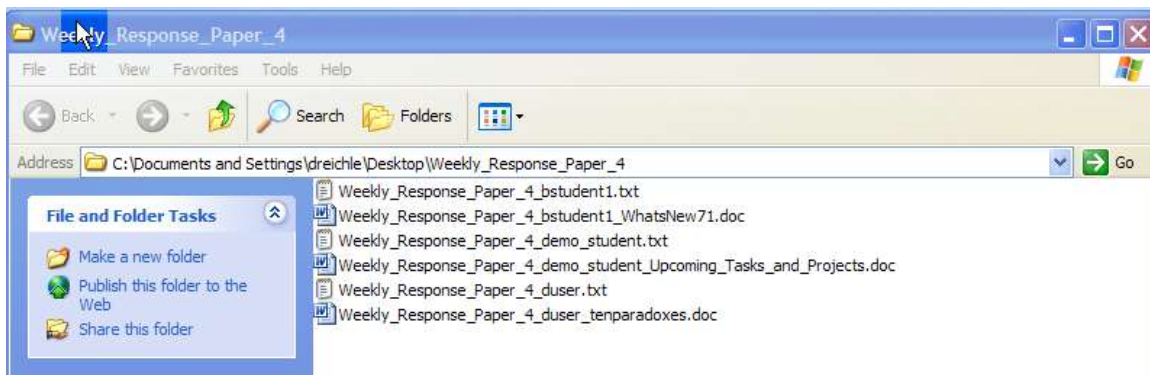 Weekly_Response_Paper_4
File Edit View Favorites Tools Help
Back Search Folders
Address C:\Documents and Settings\dreichle\Desktop\Weekly_Response_Paper_4 Go
File and Folder Tasks
Make a new folder
Publish this folder to the
Web
Share this folder
Weekly_Response_Paper_4_bstudent1.txt
Weekly_Response_Paper_4_bstudent1_WhatsNew71.doc
Weekly_Response_Paper_4_demo_student.txt
Weekly_Response_Paper_4_demo_student_Upcoming_Tasks_and_Projects.doc
Weekly_Response_Paper_4_duser.txt
Weekly_Response_Paper_4_duser_tenparadoxes.doc